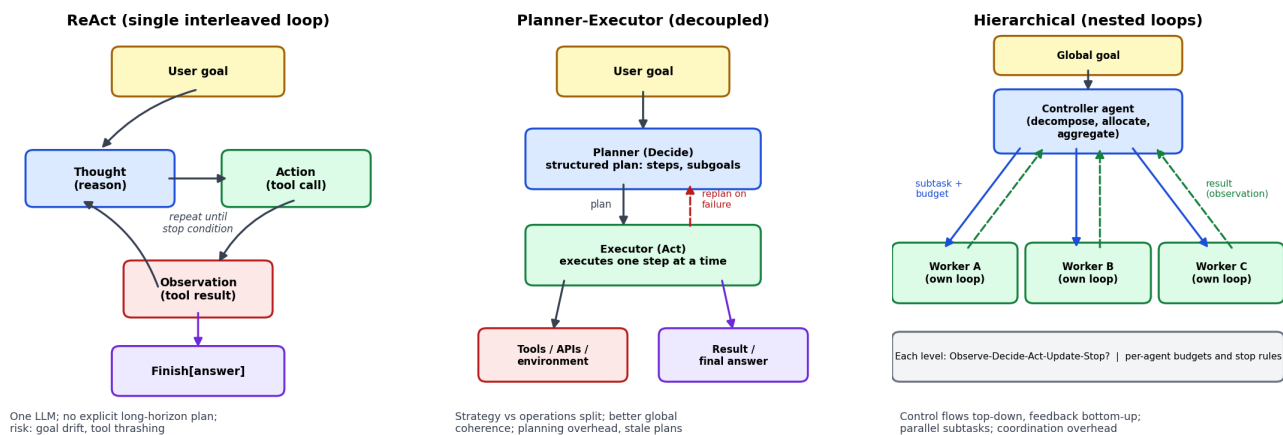 ReAct (single interleaved loop)
User goal
Thought
(reason)
Action
(tool call)
repeat until
stop condition
Observation
(tool result)
Finish[answer]
One LLM; no explicit long-horizon plan;
risk: goal drift, tool thrashing
Planner-Executor (decoupled)
User goal
Planner (Decide)
structured plan: steps, subgoals
plan
replan on
failure
Executor (Act)
executes one step at a time
Tools / APIs /
environment
Result /
final answer
Strategy vs operations split; better global
coherence; planning overhead, stale plans
Hierarchical (nested loops)
Global goal
Controller agent
(decompose, allocate,
aggregate)
subtask +
budget
result
(observation)
Worker A
(own loop)
Worker B
(own loop)
Worker C
(own loop)
Each level: Observe-Decide-Act-Update-Stop? | per-agent budgets and stop rules
Control flows top-down, feedback bottom-up;
parallel subtasks; coordination overhead